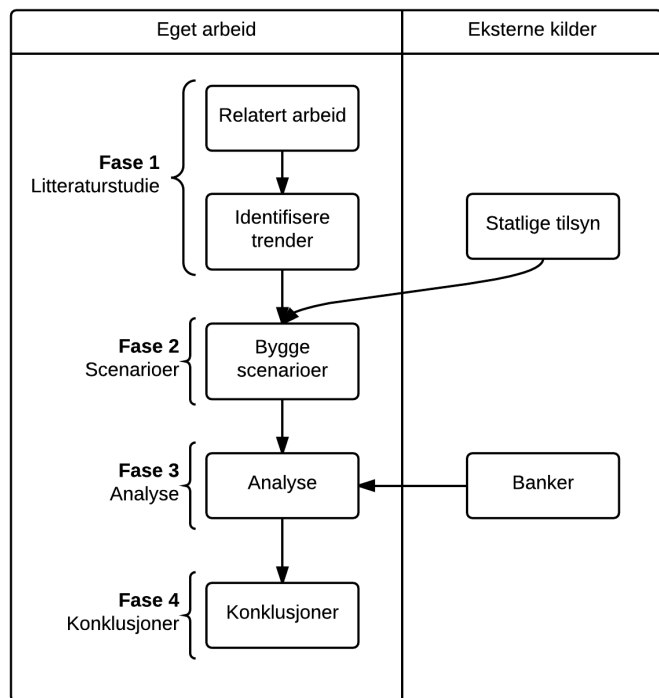 Eget arbeid
Eksterne kilder
Relatert arbeid
Fase 1
Litteraturstudie
Identifisere
trender
Statlige tilsyn
Fase 2
Scenarioer
Bygge
scenarioer
Fase 3
Analyse
Analyse
Banker
Fase 4
Konklusjoner
Konklusjoner